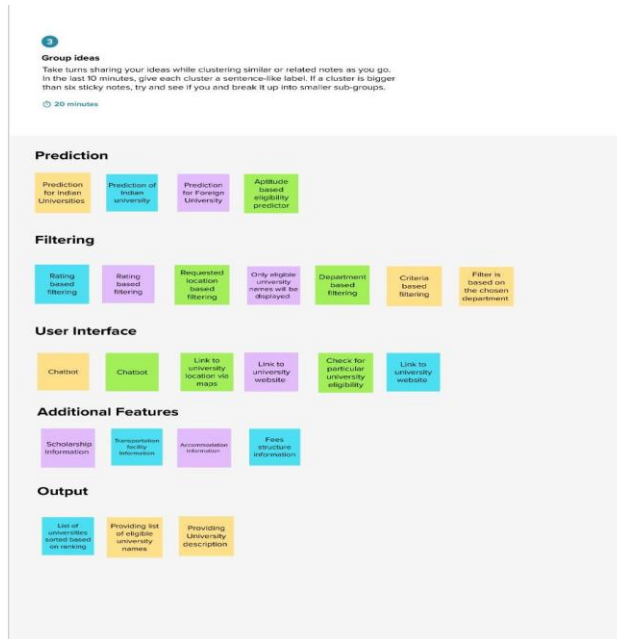 3
Group ideas
Take turns sharing your ideas while clustering similar or related notes as you go.
In the last 10 minutes, give each cluster a sentence-like label. If a cluster is bigger
than six sticky notes, try and see if you and break it up into smaller sub-groups.
20 minutes
Prediction
Prediction
for Indian
Universities
Prediction of
Indian
university
Prediction
for Foreign
University
Aptitude
based
eligibility
predictor
Filtering
Rating
based
filtering
Rating
based
filtering
Requested
location
based
filtering
Only eligible
university
names will be
displayed
Department
based
filtering
Criteria
based
filtering
Filter is
based on
the chosen
department
User Interface
Chatbot
Chatbot
Link to
university
location via
maps
Link to
university
website
Check for
particular
university
eligibility
Link to
university
website
Additional Features
Scholarship
Information
Transportation
facility
Information
Accommodation
Information
Fees
structure
information
Output
List of
universities
sorted based
on ranking
Providing list
of eligible
university
names
Providing
University
description